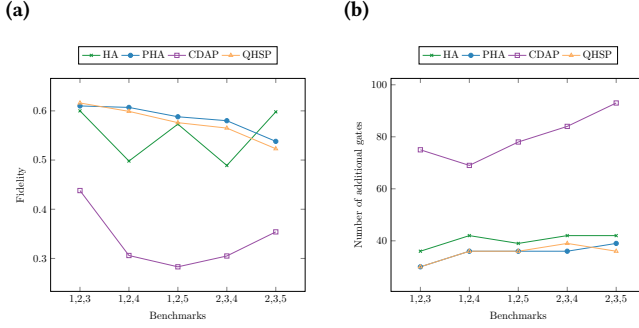 (a)
HA PHA CDAP QHSP
0.6
0.5
0.4
0.3
Fidelity
1,2,3 1,2,4 1,2,5 2,3,4 2,3,5
Benchmarks
(b)
HA PHA CDAP QHSP
100
80
60
40
Number of additional gates
1,2,3 1,2,4 1,2,5 2,3,4 2,3,5
Benchmarks